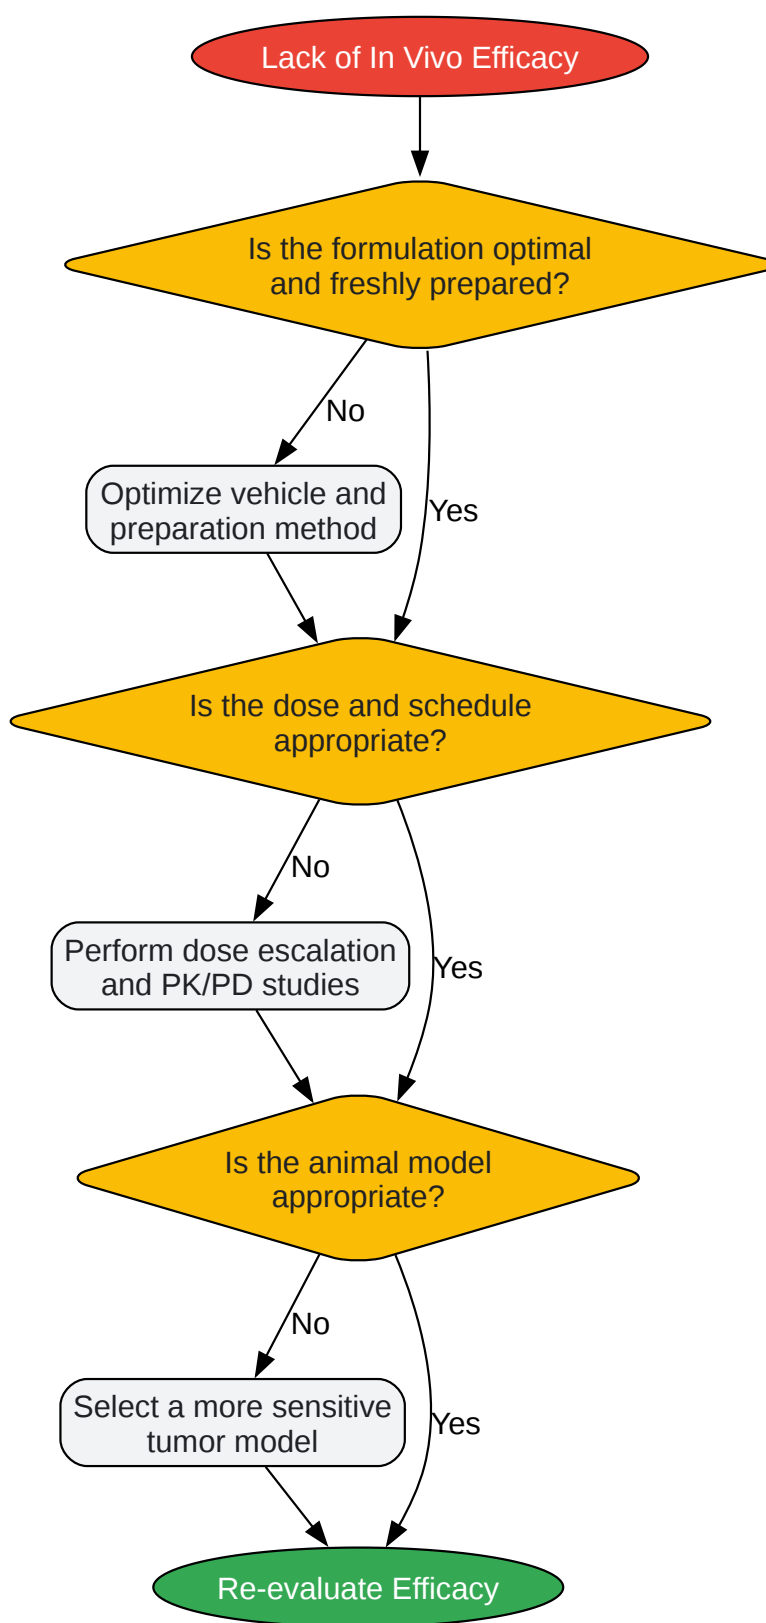 Lack of In Vivo Efficacy
Is the formulation optimal
and freshly prepared?
No
Optimize vehicle and
preparation method
Yes
Is the dose and schedule
appropriate?
No
Perform dose escalation
and PK/PD studies
Yes
Is the animal model
appropriate?
No
Select a more sensitive
tumor model
Yes
Re-evaluate Efficacy